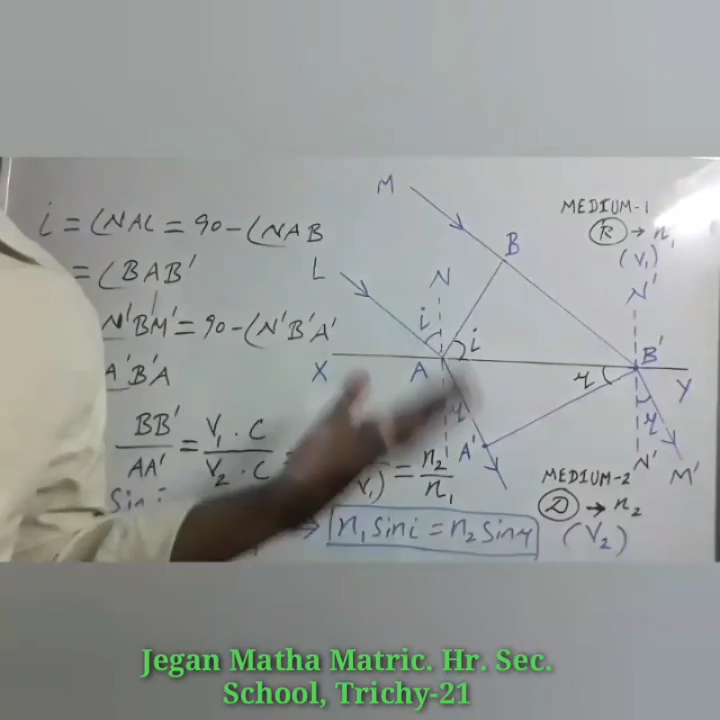 i = ∠NAL = 90 - ∠NAB
= ∠BAB'
N'B'M' = 90 - ∠N'B'A'
A'B'A
BB' / AA' = V₁ · C / V₂ · C =
V₁) = n₂ / n₁
Sin i
⇒ n₁ sin i = n₂ sin r
M
B
L
N
i
i
X
A
r
A'
MEDIUM-1
(R) → n₁
(V₁)
N'
B'
r
Y
r
N'
M'
MEDIUM-2
(D) → n₂
(V₂)
Jegan Matha Matric. Hr. Sec.
School, Trichy-21